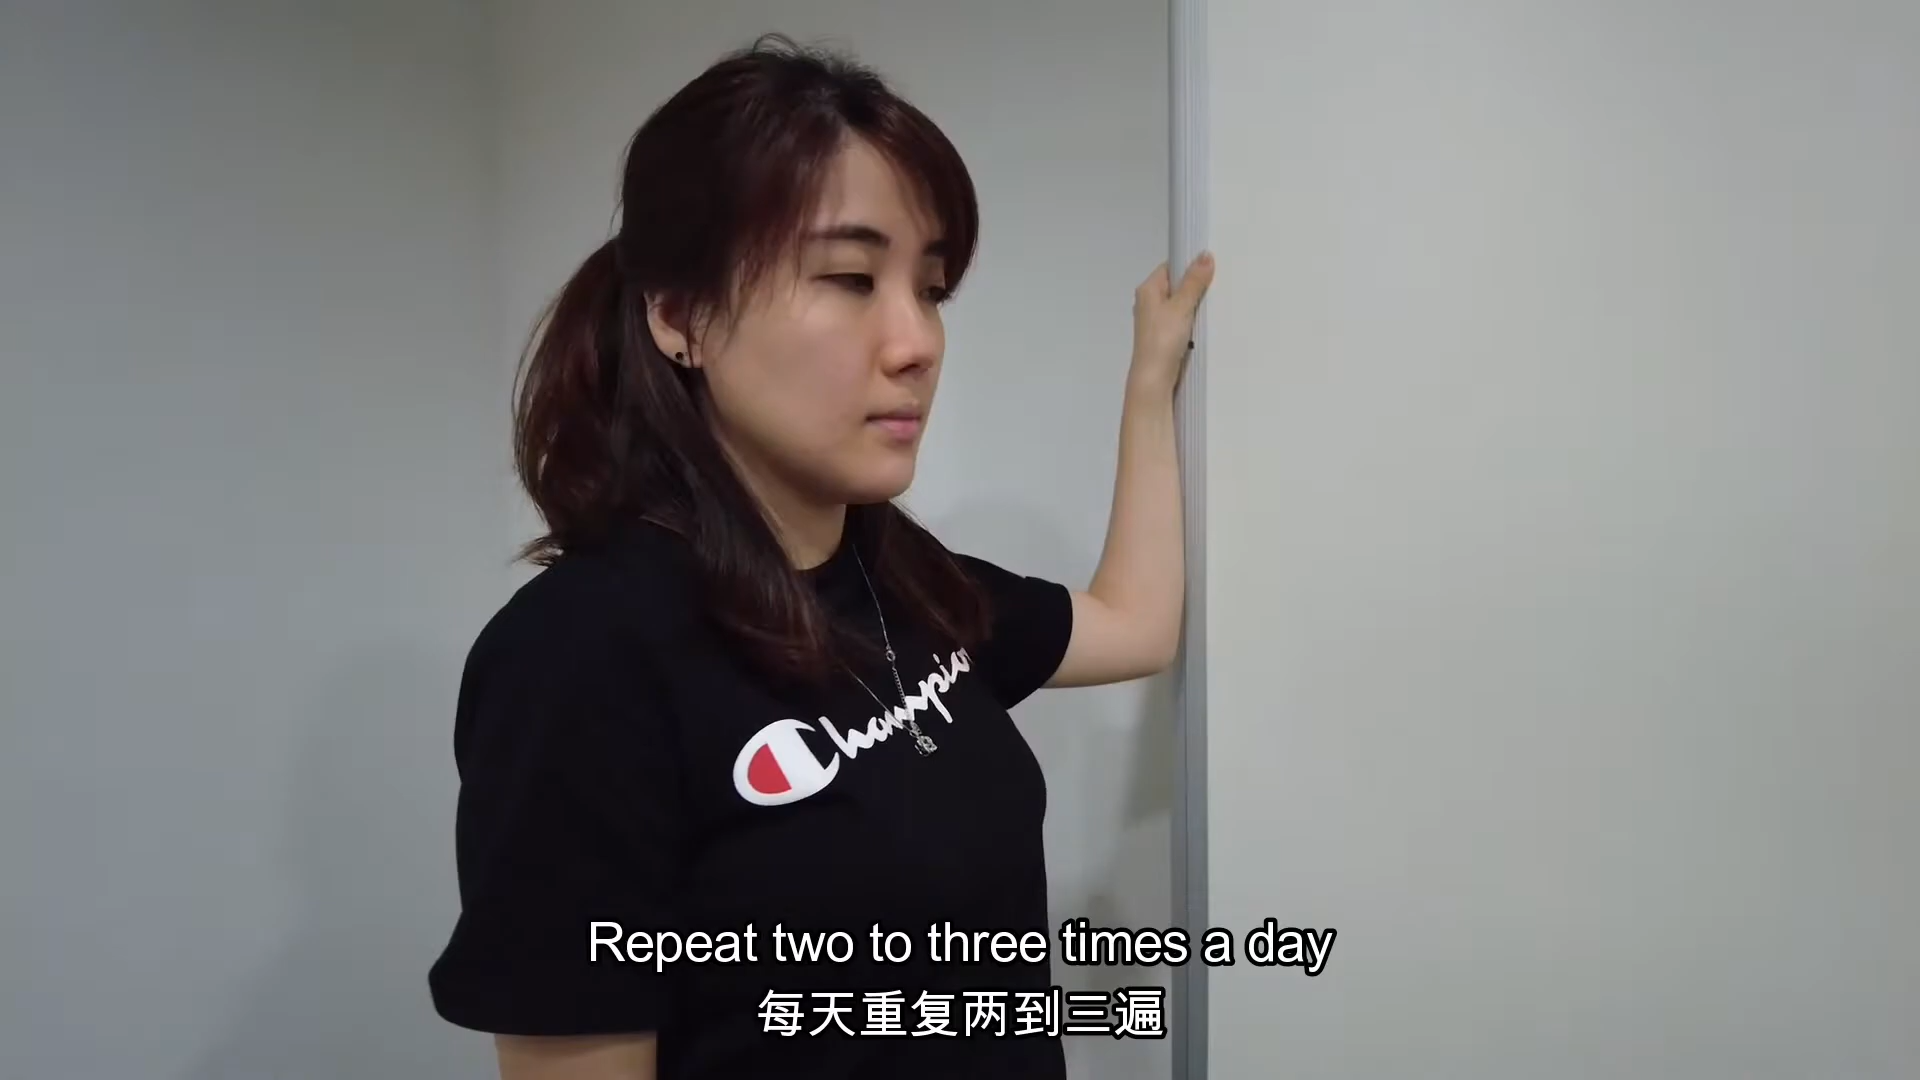 Champion
Repeat two to three times a day
每天重复两到三遍